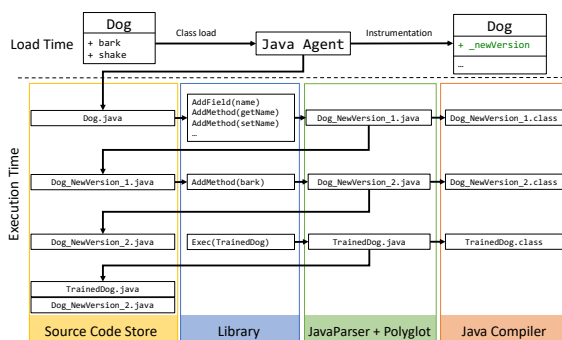 Load Time
Dog
+ bark
+ shake
Class load
Java Agent
Instrumentation
Dog
+ _newVersion
…
Execution Time
Dog.java
AddField(name)
AddMethod(getName)
AddMethod(setName)
…
Dog_NewVersion_1.java
Dog_NewVersion_1.class
Dog_NewVersion_1.java
AddMethod(bark)
Dog_NewVersion_2.java
Dog_NewVersion_2.class
Dog_NewVersion_2.java
Exec(TrainedDog)
TrainedDog.java
TrainedDog.class
TrainedDog.java
Dog_NewVersion_2.java
Source Code Store
Library
JavaParser + Polyglot
Java Compiler